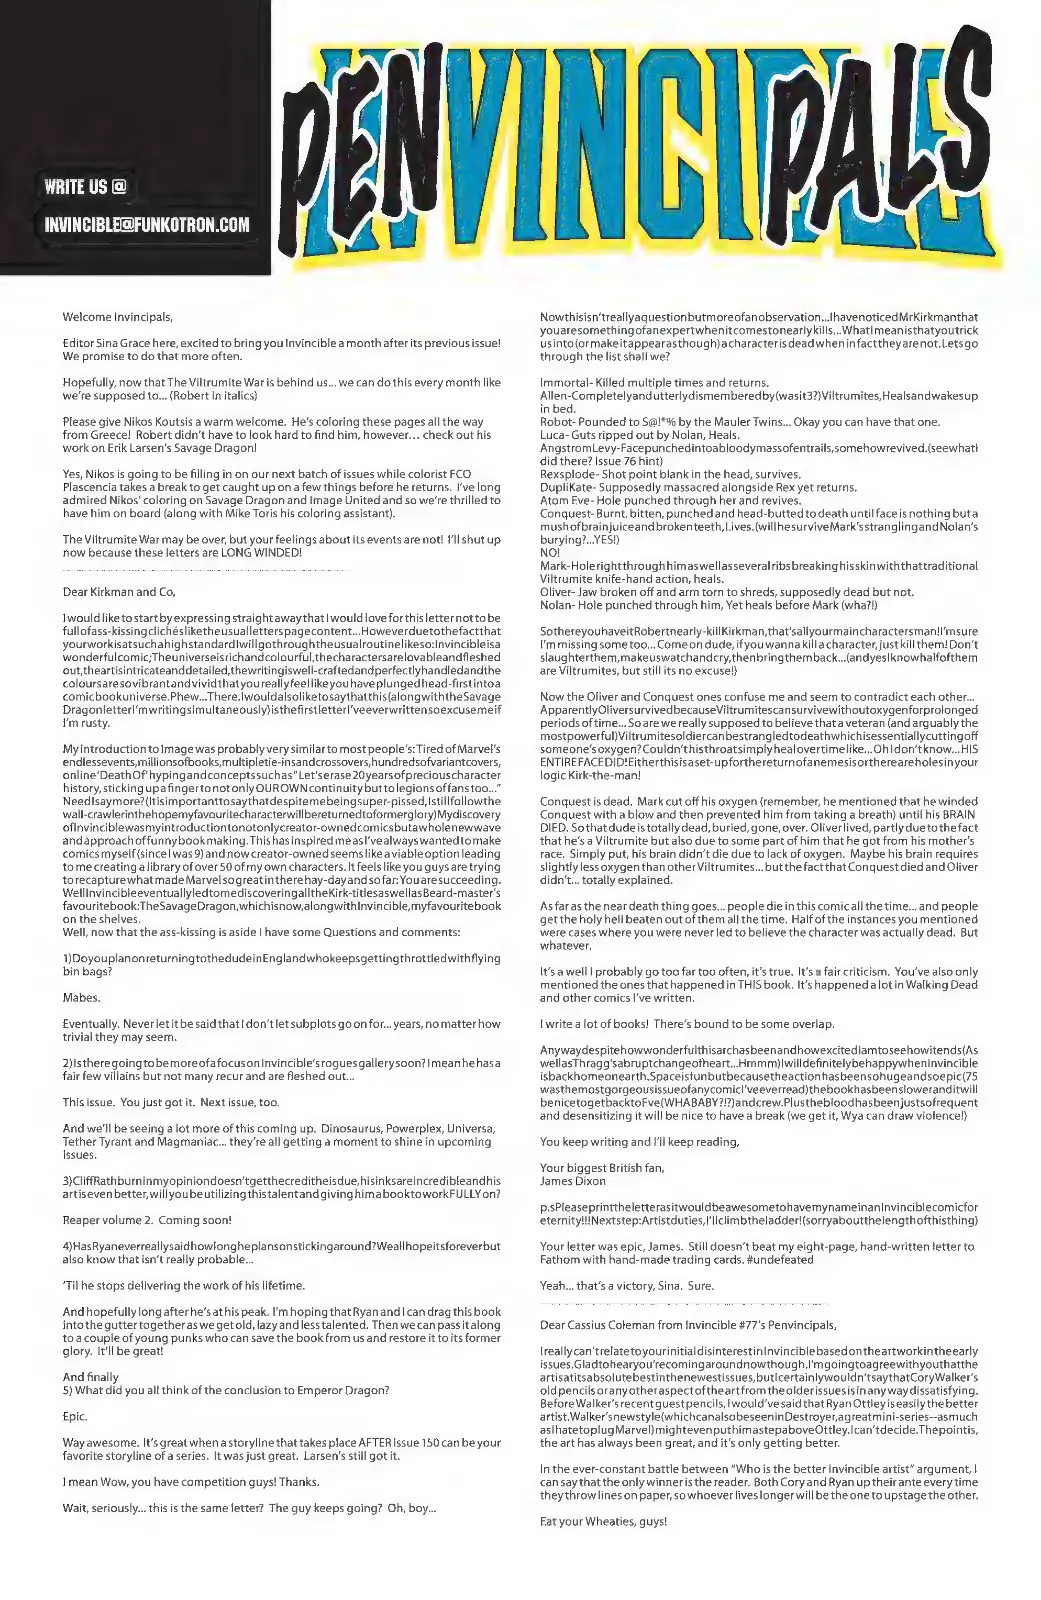 WRITE US @
INVINCIBLE@FUNKOTRON.COM
PENVINCIPALS
Welcome Invincipals,
Editor Sina Grace here, excited to bring you Invincible a month after its previous issue!
We promise to do that more often.
Hopefully, now that The Viltrumite War is behind us... we can do this every month like
we're supposed to... (Robert in italics)
Please give Nikos Koutsis a warm welcome. He's coloring these pages all the way
from Greece! Robert didn't have to look hard to find him, however... check out his
work on Erik Larsen's Savage Dragon!
Yes, Nikos is going to be filling in on our next batch of issues while colorist FCO
Plascencia takes a break to get caught up on a few things before he returns. I've long
admired Nikos' coloring on Savage Dragon and Image United and so we're thrilled to
have him on board (along with Mike Toris his coloring assistant).
The Viltrumite War may be over, but your feelings about its events are not! I'll shut up
now because these letters are LONG WINDED!
Dear Kirkman and Co,
I would like to start by expressing straight away that I would love for this letter not to be
full of ass-kissing clichés like the usual letters page content... However due to the fact that
your work is at such a high standard I will go through the usual routine like so: Invincible is a
wonderful comic; The universe is rich and colourful, the characters are lovable and fleshed
out, the art is intricate and detailed, the writing is well-crafted and perfectly handled and the
colours are so vibrant and vivid that you really feel like you have plunged head-first into a
comic book universe. Phew... There. I would also like to say that this (along with the Savage
Dragon letter I'm writing simultaneously) is the first letter I've ever written so excuse me if
I'm rusty.
My introduction to Image was probably very similar to most people's: Tired of Marvel's
endless events, millions of books, multiple tie-ins and crossovers, hundreds of variant covers,
online 'Death Of' hyping and concepts such as "Let's erase 20 years of precious character
history, sticking up a finger to not only OUR OWN continuity but to legions of fans too..."
Need I say more? (It is important to say that despite me being super-pissed, I still follow the
wall-crawler in the hope my favourite character will be returned to former glory) My discovery
of Invincible was my introduction to not only creator-owned comics but a whole new wave
and approach of funny book making. This has inspired me as I've always wanted to make
comics myself (since I was 9) and now creator-owned seems like a viable option leading
to me creating a library of over 50 of my own characters. It feels like you guys are trying
to recapture what made Marvel so great in there hay-day and so far: You are succeeding.
Well Invincible eventually led to me discovering all the Kirk-titles as well as Beard-master's
favourite book: The Savage Dragon, which is now, along with Invincible, my favourite book
on the shelves.
Well, now that the ass-kissing is aside I have some Questions and comments:
1) Do you plan on returning to the dude in England who keeps getting throttled with flying
bin bags?
Mabes.
Eventually. Never let it be said that I don't let subplots go on for... years, no matter how
trivial they may seem.
2) Is there going to be more of a focus on Invincible's rogues gallery soon? I mean he has a
fair few villains but not many recur and are fleshed out...
This issue. You just got it. Next issue, too.
And we'll be seeing a lot more of this coming up. Dinosaurus, Powerplex, Universa,
Tether Tyrant and Magmaniac... they're all getting a moment to shine in upcoming
issues.
3) Cliff Rathburn in my opinion doesn't get the credit he is due, his inks are incredible and his
art is even better, will you be utilizing this talent and giving him a book to work FULLY on?
Reaper volume 2. Coming soon!
4) Has Ryan ever really said how long he plans on sticking around? We all hope its forever but
also know that isn't really probable...
'Til he stops delivering the work of his lifetime.
And hopefully long after he's at his peak. I'm hoping that Ryan and I can drag this book
into the gutter together as we get old, lazy and less talented. Then we can pass it along
to a couple of young punks who can save the book from us and restore it to its former
glory. It'll be great!
And finally
5) What did you all think of the conclusion to Emperor Dragon?
Epic.
Way awesome. It's great when a storyline that takes place AFTER issue 150 can be your
favorite storyline of a series. It was just great. Larsen's still got it.
I mean Wow, you have competition guys! Thanks.
Wait, seriously... this is the same letter? The guy keeps going? Oh, boy...
Now this isn't really a question but more of an observation... I have noticed Mr Kirkman that
you are something of an expert when it comes to nearly kills... What I mean is that you trick
us into (or make it appear as though) a character is dead when in fact they are not. Lets go
through the list shall we?
Immortal- Killed multiple times and returns.
Allen- Completely and utterly dismembered by (was it 3?) Viltrumites, Heals and wakes up
in bed.
Robot- Pounded to S@!*% by the Mauler Twins... Okay you can have that one.
Luca- Guts ripped out by Nolan, Heals.
Angstrom Levy- Face punched into a bloody mass of entrails, somehow revived. (see what I
did there? Issue 76 hint)
Rexsplode- Shot point blank in the head, survives.
DupliKate- Supposedly massacred alongside Rex yet returns.
Atom Eve- Hole punched through her and revives.
Conquest- Burnt, bitten, punched and head-butted to death until face is nothing but a
mush of brain juice and broken teeth, Lives. (will he survive Mark's strangling and Nolan's
burying?...YES!)
NO!
Mark- Hole right through him as well as several ribs breaking his skin with that traditional
Viltrumite knife-hand action, heals.
Oliver- Jaw broken off and arm torn to shreds, supposedly dead but not.
Nolan- Hole punched through him, Yet heals before Mark (wha?!)
So there you have it Robert nearly-kill Kirkman, that's all your main characters man! I'm sure
I'm missing some too... Come on dude, if you wanna kill a character, just kill them! Don't
slaughter them, make us watch and cry, then bring them back... (and yes I know half of them
are Viltrumites, but still its no excuse!)
Now the Oliver and Conquest ones confuse me and seem to contradict each other...
Apparently Oliver survived because Viltrumites can survive without oxygen for prolonged
periods of time... So are we really supposed to believe that a veteran (and arguably the
most powerful) Viltrumite soldier can be strangled to death which is essentially cutting off
someone's oxygen? Couldn't his throat simply heal over time like... Oh I don't know... HIS
ENTIRE FACE DID! Either this is a set-up for the return of a nemesis or there are holes in your
logic Kirk-the-man!
Conquest is dead. Mark cut off his oxygen (remember, he mentioned that he winded
Conquest with a blow and then prevented him from taking a breath) until his BRAIN
DIED. So that dude is totally dead, buried, gone, over. Oliver lived, partly due to the fact
that he's a Viltrumite but also due to some part of him that he got from his mother's
race. Simply put, his brain didn't die due to lack of oxygen. Maybe his brain requires
slightly less oxygen than other Viltrumites... but the fact that Conquest died and Oliver
didn't... totally explained.
As far as the near death thing goes... people die in this comic all the time... and people
get the holy hell beaten out of them all the time. Half of the instances you mentioned
were cases where you were never led to believe the character was actually dead. But
whatever.
It's a well I probably go too far too often, it's true. It's a fair criticism. You've also only
mentioned the ones that happened in THIS book. It's happened a lot in Walking Dead
and other comics I've written.
I write a lot of books! There's bound to be some overlap.
Anyway despite how wonderful this arc has been and how excited I am to see how it ends (As
well as Thragg's abrupt change of heart... Hmmm) I will definitely be happy when Invincible
is back home on earth. Space is fun but because the action has been so huge and so epic (75
was the most gorgeous issue of any comic I've ever read) the book has been slower and it will
be nice to get back to Eve (WHA BABY?!?) and crew. Plus the blood has been just so frequent
and desensitizing it will be nice to have a break (we get it, Wya can draw violence!)
You keep writing and I'll keep reading,
Your biggest British fan,
James Dixon
p.s Please print the letter as it would be awesome to have my name in an Invincible comic for
eternity!!! Next step: Artist duties, I'll climb the ladder! (sorry about the length of this thing)
Your letter was epic, James. Still doesn't beat my eight-page, hand-written letter to
Fathom with hand-made trading cards. #undefeated
Yeah... that's a victory, Sina. Sure.
Dear Cassius Coleman from Invincible #77's Penvincipals,
I really can't relate to your initial disinterest in Invincible based on the artwork in the early
issues. Glad to hear you're coming around now though. I'm going to agree with you that the
art is at its absolute best in the newest issues, but I certainly wouldn't say that Cory Walker's
old pencils or any other aspect of the art from the older issues is in any way dissatisfying.
Before Walker's recent guest pencils, I would've said that Ryan Ottley is easily the better
artist. Walker's new style (which can also be seen in Destroyer, a great mini-series--as much
as I hate to plug Marvel) might even put him a step above Ottley. I can't decide. The point is,
the art has always been great, and it's only getting better.
In the ever-constant battle between "Who is the better Invincible artist" argument, I
can say that the only winner is the reader. Both Cory and Ryan up their ante every time
they throw lines on paper, so whoever lives longer will be the one to upstage the other.
Eat your Wheaties, guys!